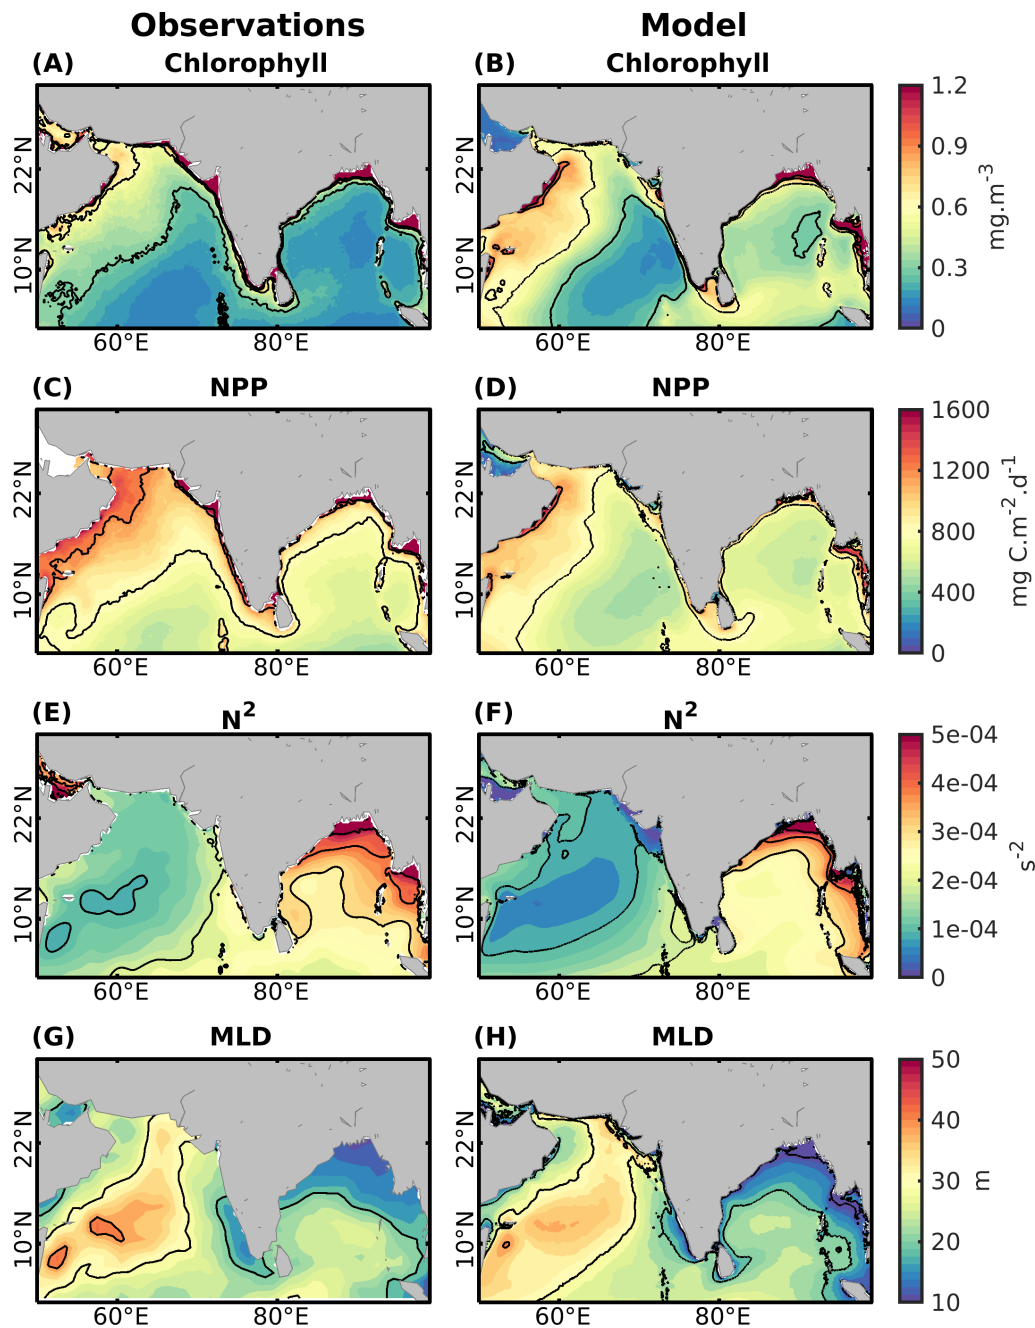 Observations Model
(A) Chlorophyll (B) Chlorophyll
22°N 10°N 60°E 80°E
22°N 10°N 60°E 80°E
1.2 0.9 0.6 0.3 0 mg.m-3
(C) NPP (D) NPP
22°N 10°N 60°E 80°E
22°N 10°N 60°E 80°E
1600 1200 800 400 0 mg C.m-2.d-1
(E) N2 (F) N2
22°N 10°N 60°E 80°E
22°N 10°N 60°E 80°E
5e-04 4e-04 3e-04 2e-04 1e-04 0 s-2
(G) MLD (H) MLD
22°N 10°N 60°E 80°E
22°N 10°N 60°E 80°E
50 40 30 20 10 m